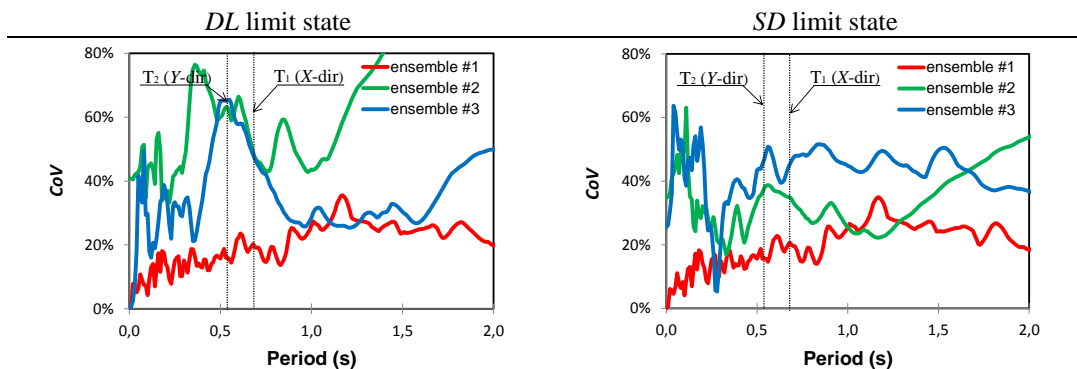 DL limit state
SD limit state
80%
60%
40%
20%
0%
CoV
T2 (Y-dir)
T1 (X-dir)
ensemble #1
ensemble #2
ensemble #3
0,0 0,5 1,0 1,5 2,0
Period (s)
80%
60%
40%
20%
0%
CoV
T2 (Y-dir)
T1 (X-dir)
ensemble #1
ensemble #2
ensemble #3
0,0 0,5 1,0 1,5 2,0
Period (s)